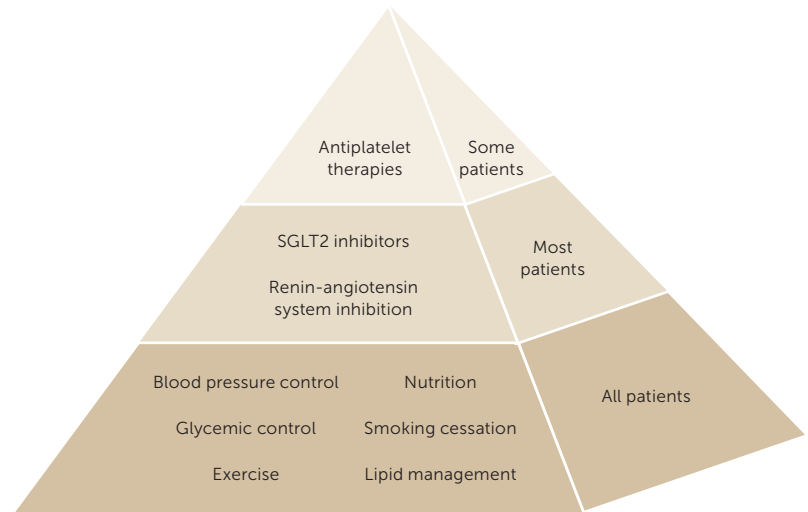 Antiplatelet
therapies
Some
patients
SGLT2 inhibitors
Renin-angiotensin
system inhibition
Most
patients
Blood pressure control
Nutrition
Glycemic control
Smoking cessation
Exercise
Lipid management
All patients